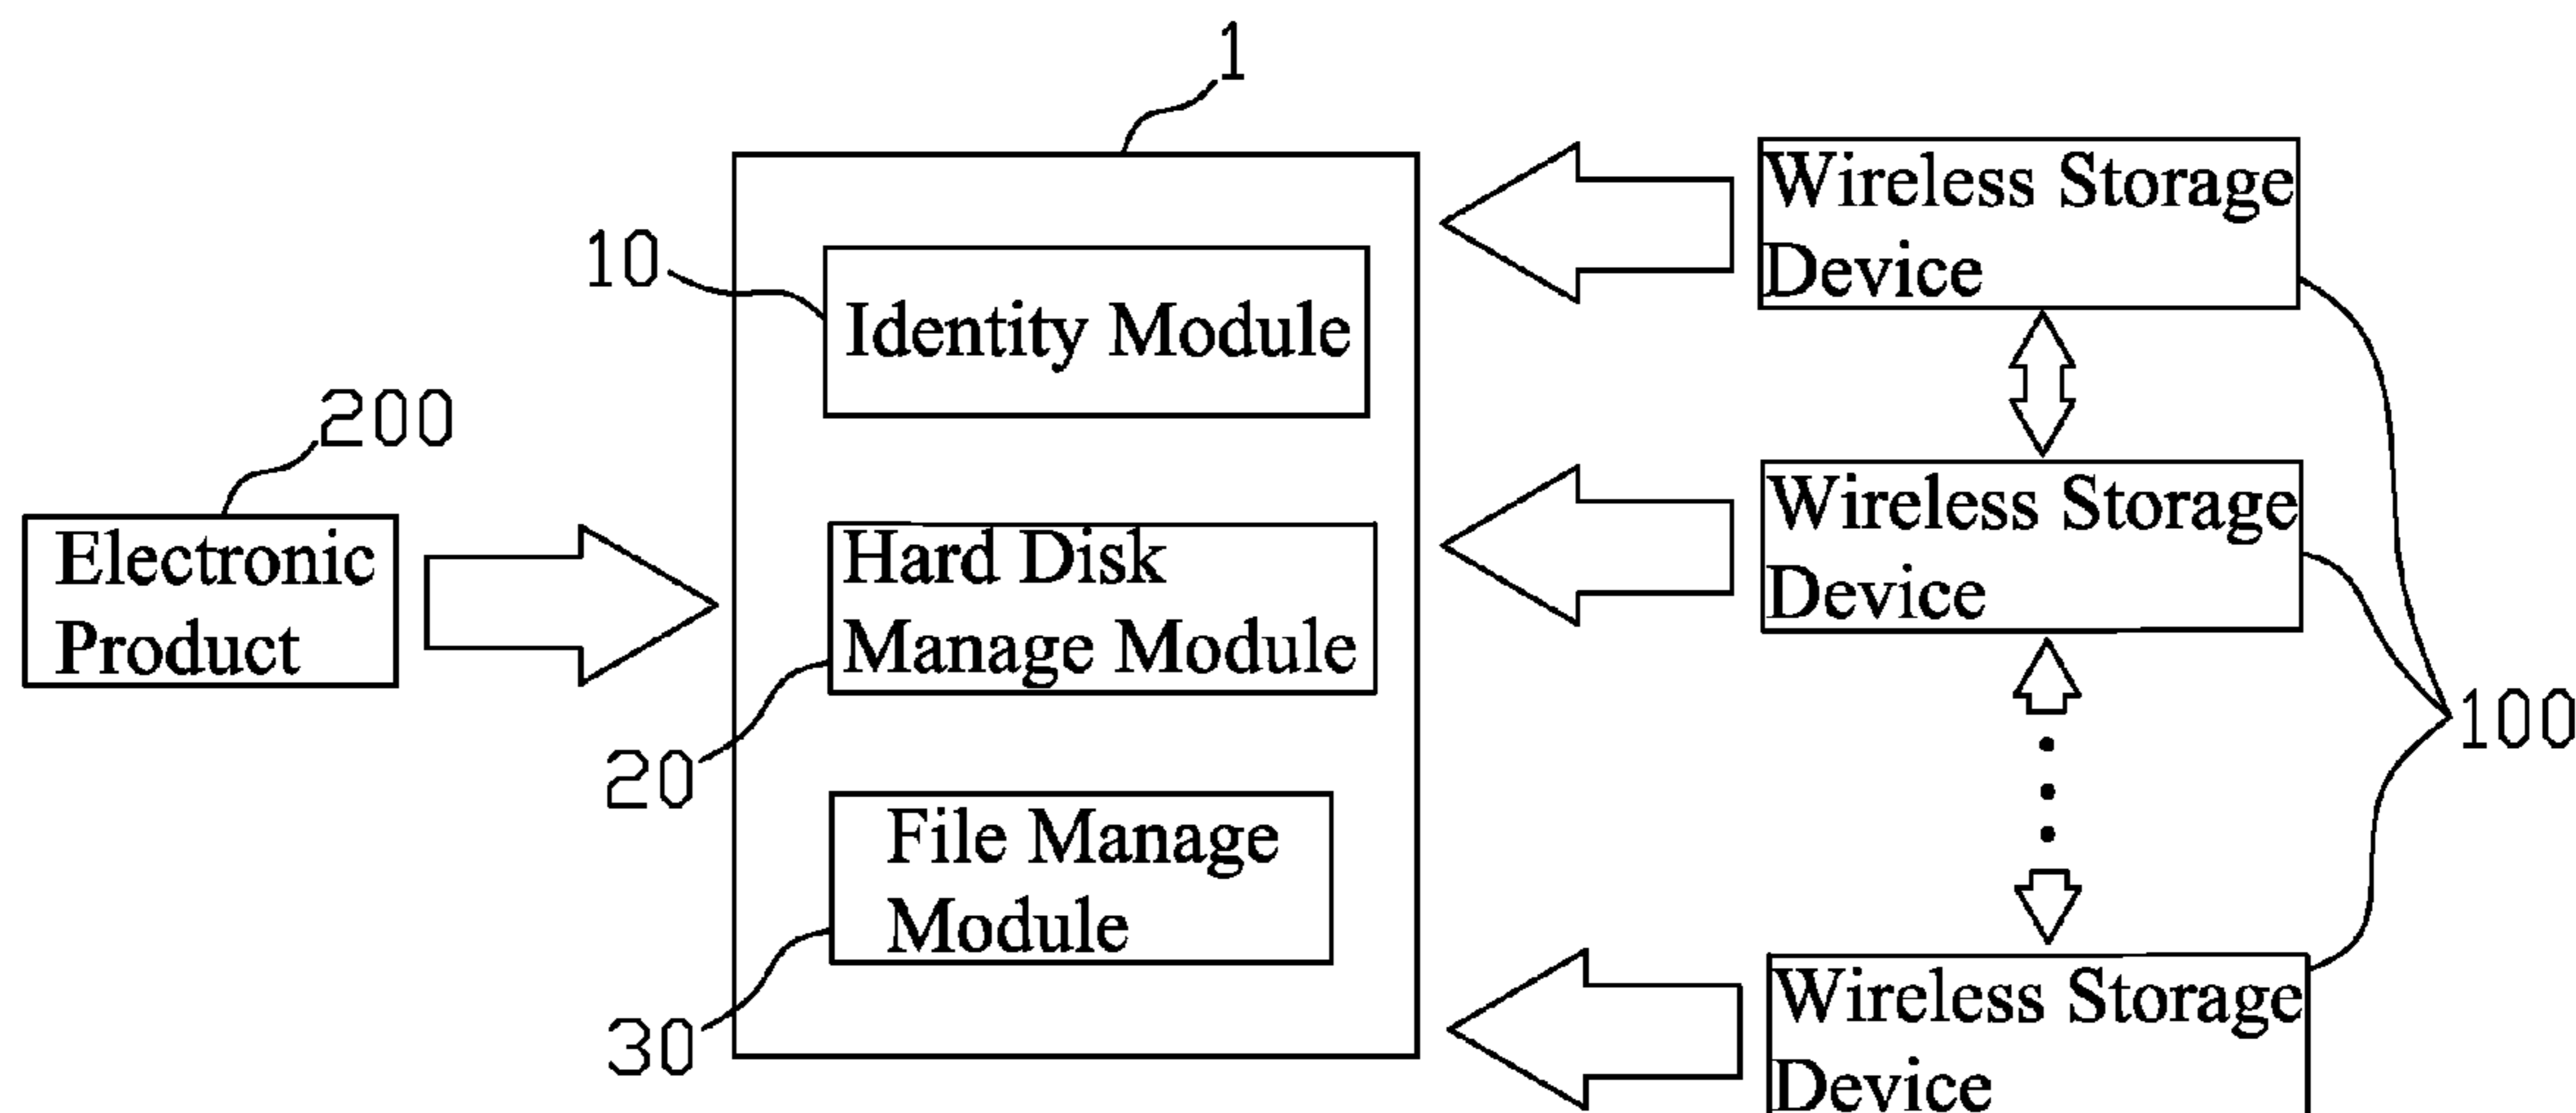 1
Wireless Storage
Device
10
Identity Module
200
Electronic
Product
Hard Disk
Manage Module
Wireless Storage
Device
20
100
File Manage
Module
30
Wireless Storage
Device